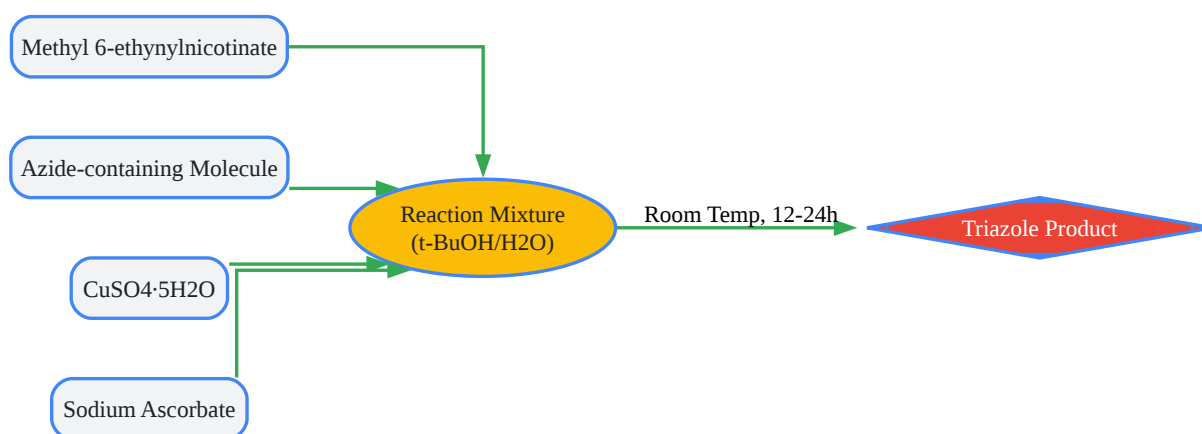 Methyl 6-ethynylnicotinate
Azide-containing Molecule
Reaction Mixture
(t-BuOH/H2O)
Room Temp, 12-24h
Triazole Product
CuSO4·5H2O
Sodium Ascorbate